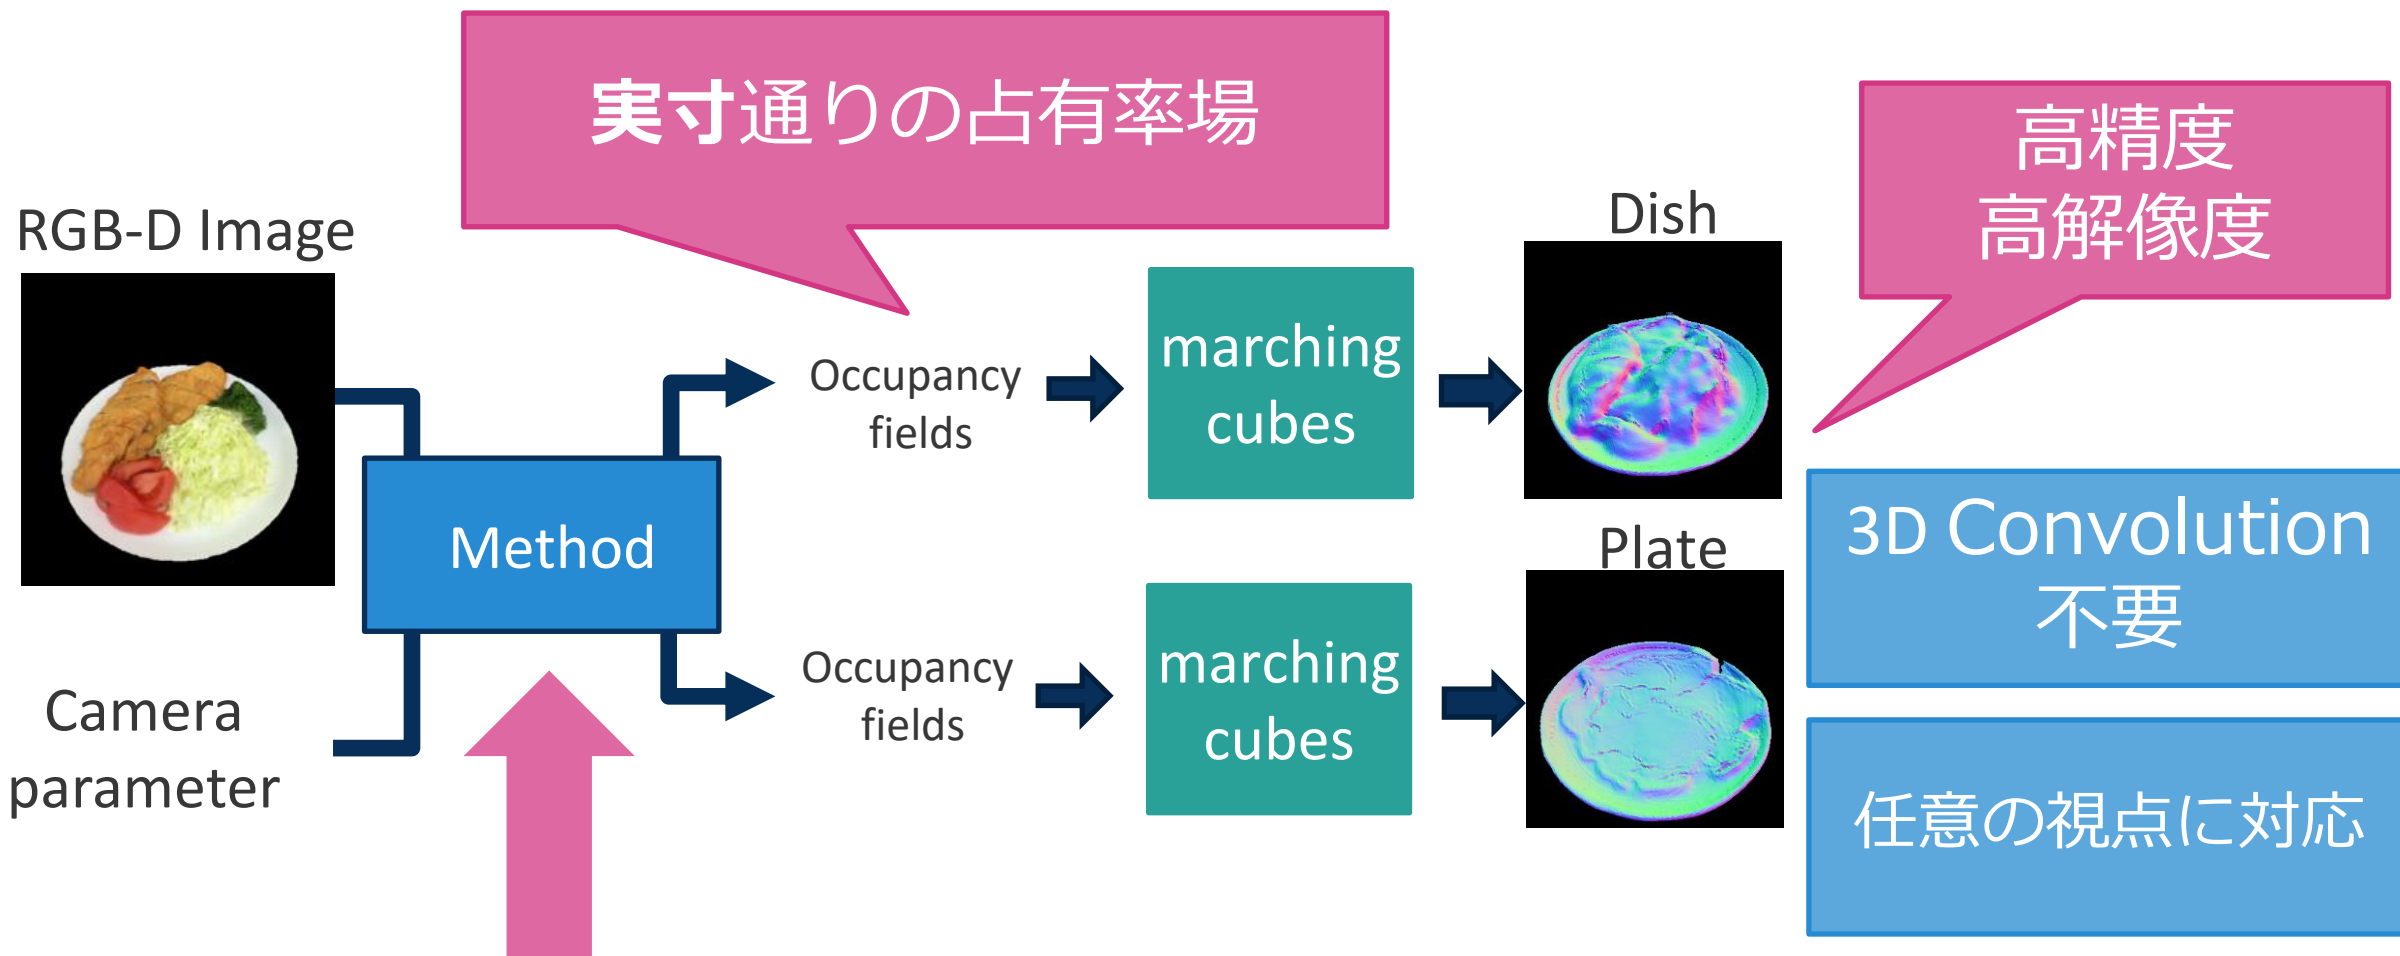 実寸通りの占有率場
高精度
高解像度
RGB-D Image
Dish
Occupancy
fields
marching
cubes
Method
3D Convolution
不要
Plate
Camera
parameter
Occupancy
fields
marching
cubes
任意の視点に対応